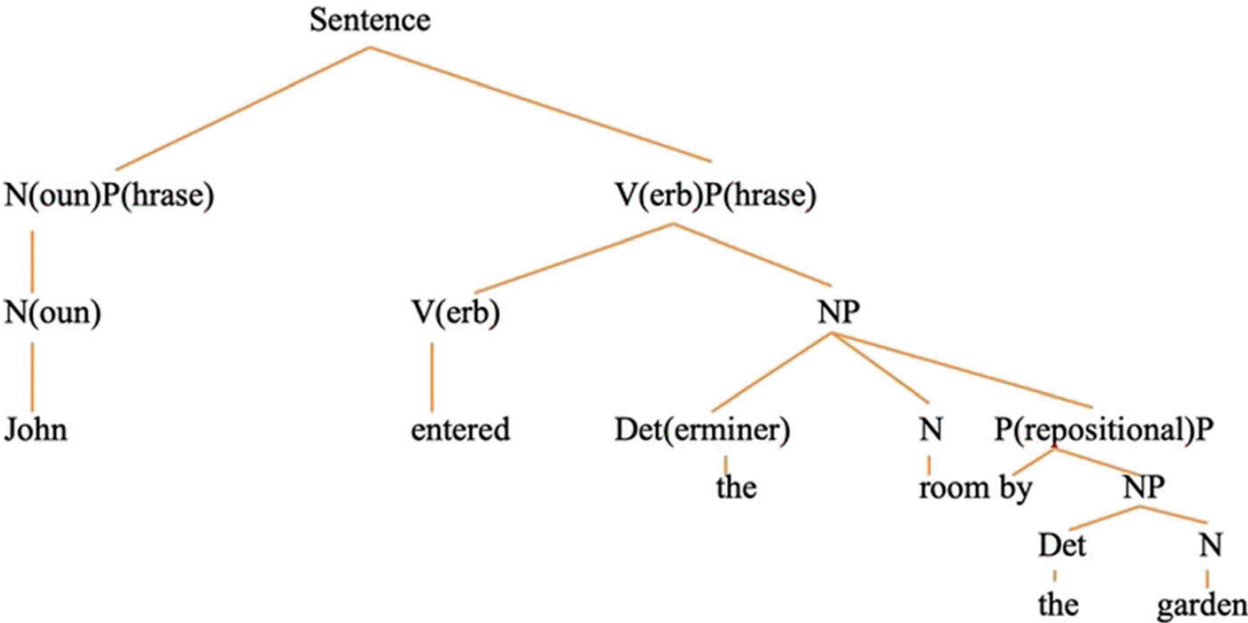 Sentence
N(oun)P(hrase) V(erb)P(hrase)
N(oun) V(erb) NP
John entered Det(erminer) N P(repositional)P
the room by NP
Det N
the garden